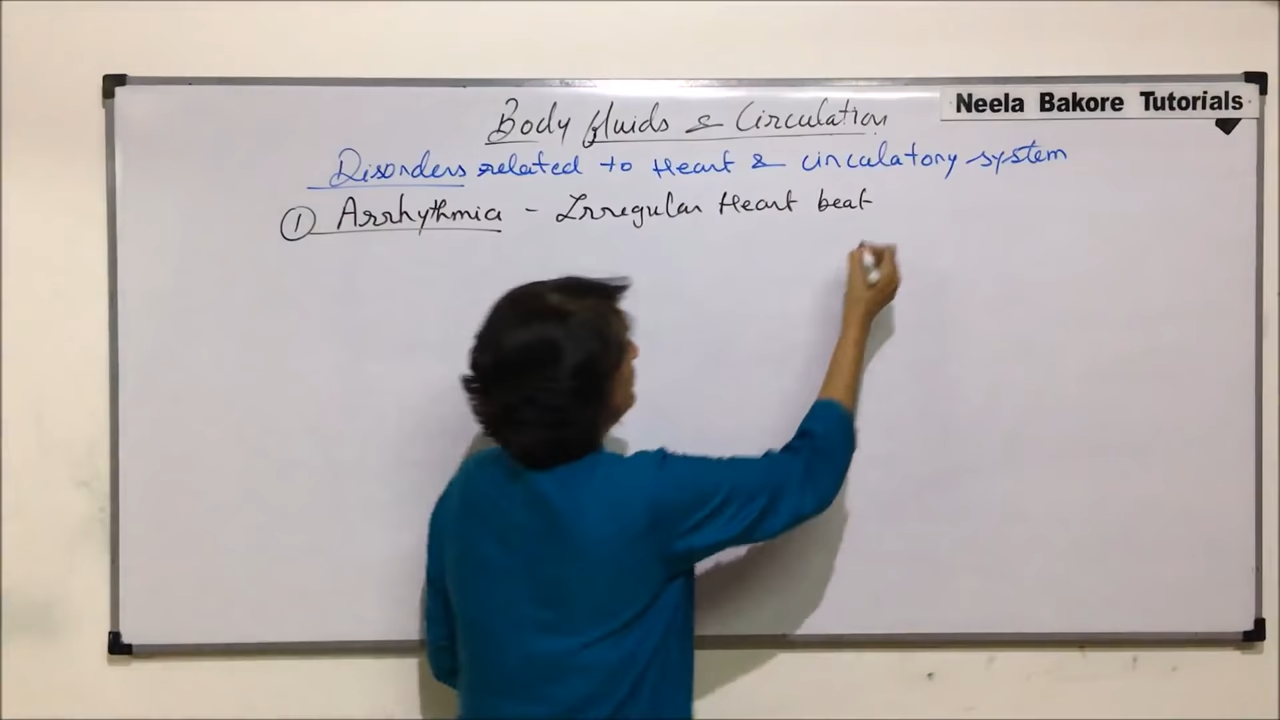 Neela Bakore Tutorials
Body fluids & Circulation
Disorders related to Heart & circulatory system
① Arrhythmia - Irregular Heart beat